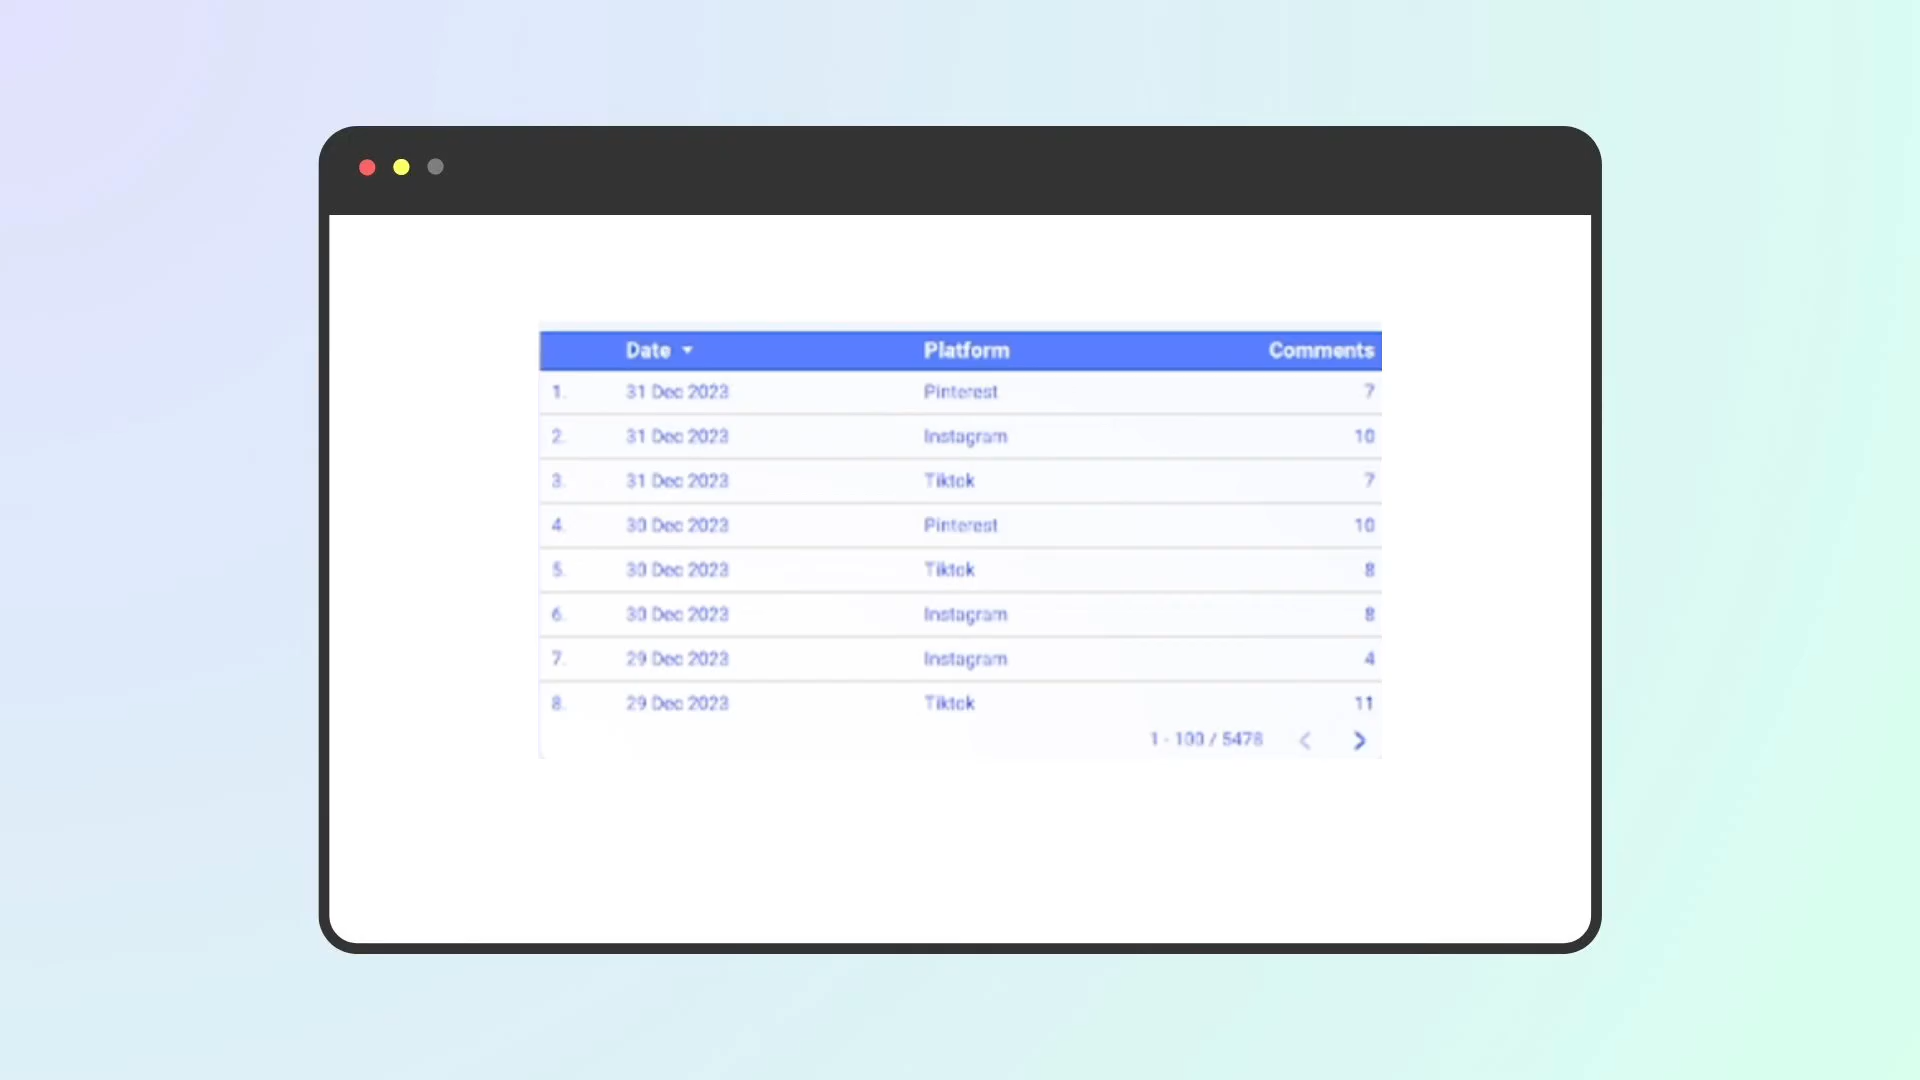 Date Platform Comments
1. 31 Dec 2023 Pinterest 7
2. 31 Dec 2023 Instagram 10
3. 31 Dec 2023 Tiktok 7
4. 30 Dec 2023 Pinterest 10
5. 30 Dec 2023 Tiktok 8
6. 30 Dec 2023 Instagram 8
7. 29 Dec 2023 Instagram 4
8. 29 Dec 2023 Tiktok 11
1 - 100 / 5478